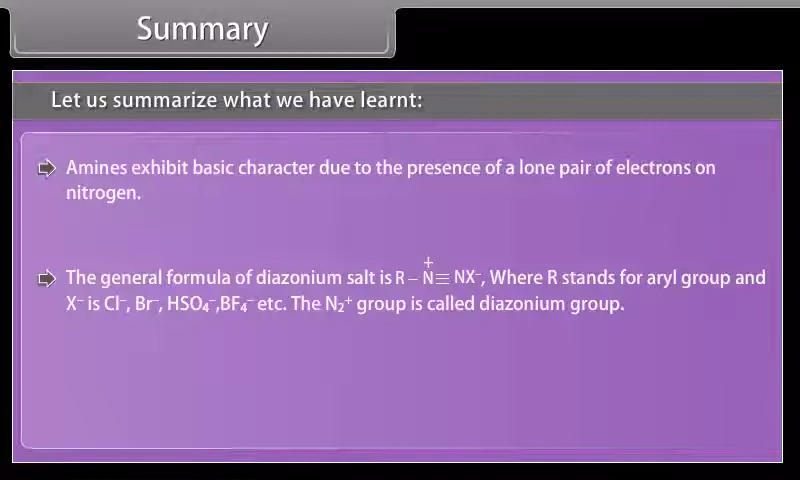 Summary
Let us summarize what we have learnt:
Amines exhibit basic character due to the presence of a lone pair of electrons on
nitrogen.
The general formula of diazonium salt is R – N⁺≡ NX⁻, Where R stands for aryl group and
X⁻ is Cl⁻, Br⁻, HSO₄⁻,BF₄⁻ etc. The N₂⁺ group is called diazonium group.